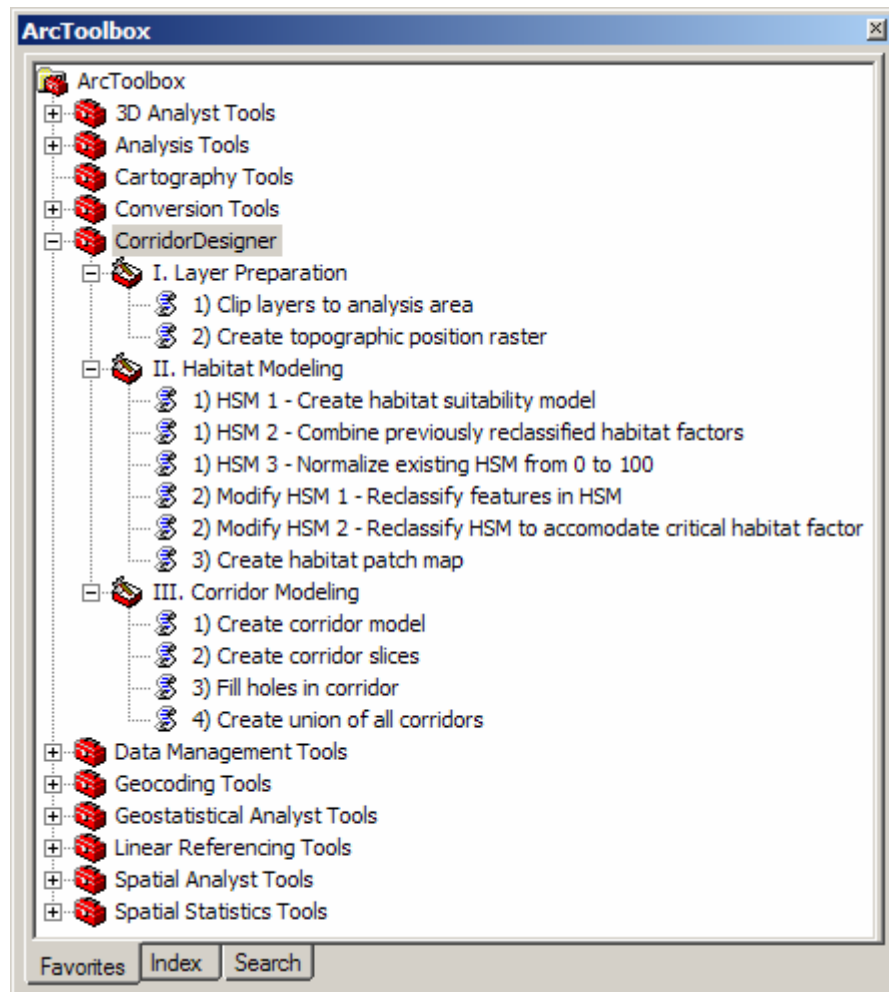 ArcToolbox
ArcToolbox
3D Analyst Tools
Analysis Tools
Cartography Tools
Conversion Tools
CorridorDesigner
I. Layer Preparation
1) Clip layers to analysis area
2) Create topographic position raster
II. Habitat Modeling
1) HSM 1 - Create habitat suitability model
1) HSM 2 - Combine previously reclassified habitat factors
1) HSM 3 - Normalize existing HSM from 0 to 100
2) Modify HSM 1 - Reclassify features in HSM
2) Modify HSM 2 - Reclassify HSM to accomodate critical habitat factor
3) Create habitat patch map
III. Corridor Modeling
1) Create corridor model
2) Create corridor slices
3) Fill holes in corridor
4) Create union of all corridors
Data Management Tools
Geocoding Tools
Geostatistical Analyst Tools
Linear Referencing Tools
Spatial Analyst Tools
Spatial Statistics Tools
Favorites Index Search